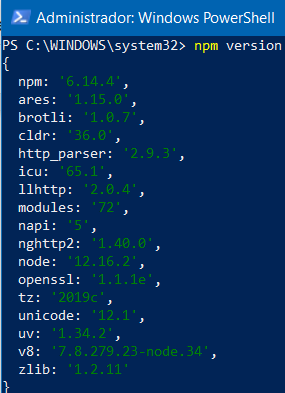 Administrador: Windows PowerShell
PS C:\WINDOWS\system32> npm version
{
  npm: '6.14.4',
  ares: '1.15.0',
  brotli: '1.0.7',
  cldr: '36.0',
  http_parser: '2.9.3',
  icu: '65.1',
  llhttp: '2.0.4',
  modules: '72',
  napi: '5',
  nghttp2: '1.40.0',
  node: '12.16.2',
  openssl: '1.1.1e',
  tz: '2019c',
  unicode: '12.1',
  uv: '1.34.2',
  v8: '7.8.279.23-node.34',
  zlib: '1.2.11'
}